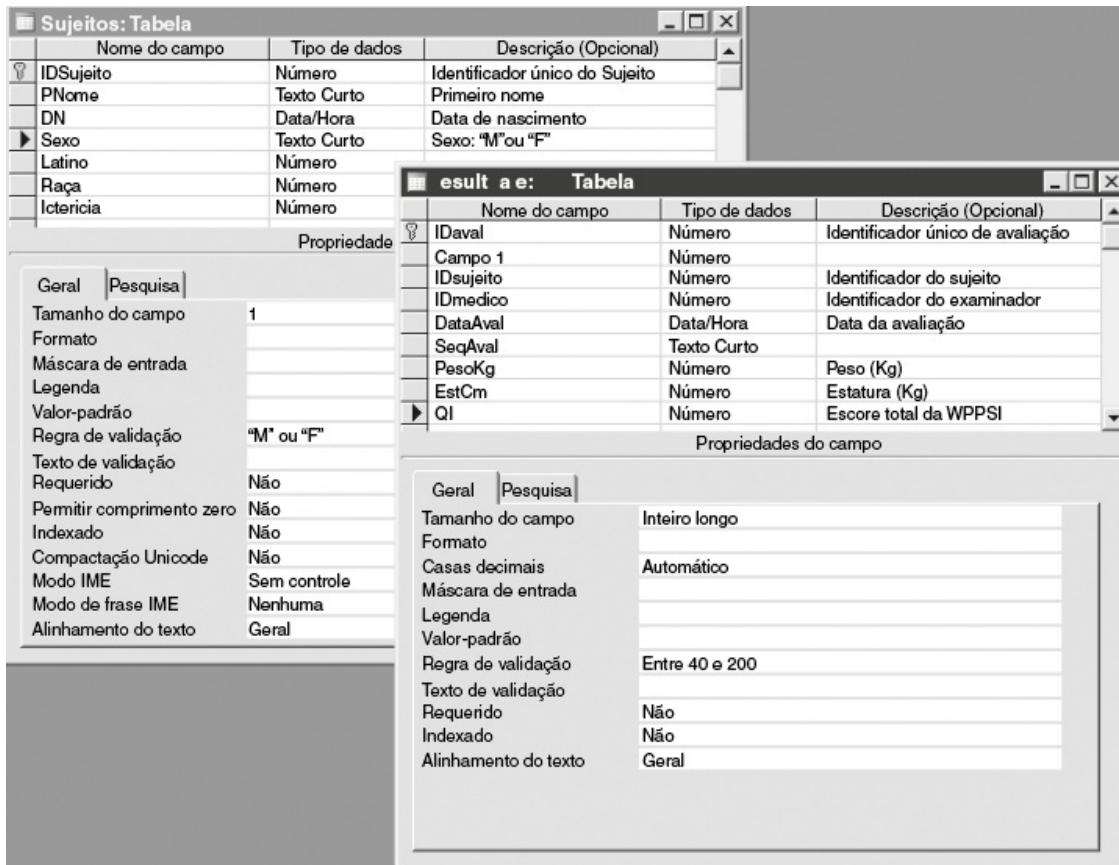 Sujeitos: Tabela
Nome do campo Tipo de dados Descrição (Opcional)
IDSujeito Número Identificador único do Sujeito
PNome Texto Curto Primeiro nome
DN Data/Hora Data de nascimento
Sexo Texto Curto Sexo: “M”ou “F”
Latino Número
Raça Número
Ictericia Número
Propriedade
Geral Pesquisa
Tamanho do campo 1
Formato
Máscara de entrada
Legenda
Valor-padrão
Regra de validação “M” ou “F”
Texto de validação
Requerido Não
Permitir comprimento zero Não
Indexado Não
Compactação Unicode Não
Modo IME Sem controle
Modo de frase IME Nenhuma
Alinhamento do texto Geral
esult a e: Tabela
Nome do campo Tipo de dados Descrição (Opcional)
IDaval Número Identificador único de avaliação
Campo 1 Número
IDsujeito Número Identificador do sujeito
IDmedico Número Identificador do examinador
DataAval Data/Hora Data da avaliação
SeqAval Texto Curto
PesoKg Número Peso (Kg)
EstCm Número Estatura (Kg)
QI Número Escore total da WPPSI
Propriedades do campo
Geral Pesquisa
Tamanho do campo Inteiro longo
Formato
Casas decimais Automático
Máscara de entrada
Legenda
Valor-padrão
Regra de validação Entre 40 e 200
Texto de validação
Requerido Não
Indexado Não
Alinhamento do texto Geral